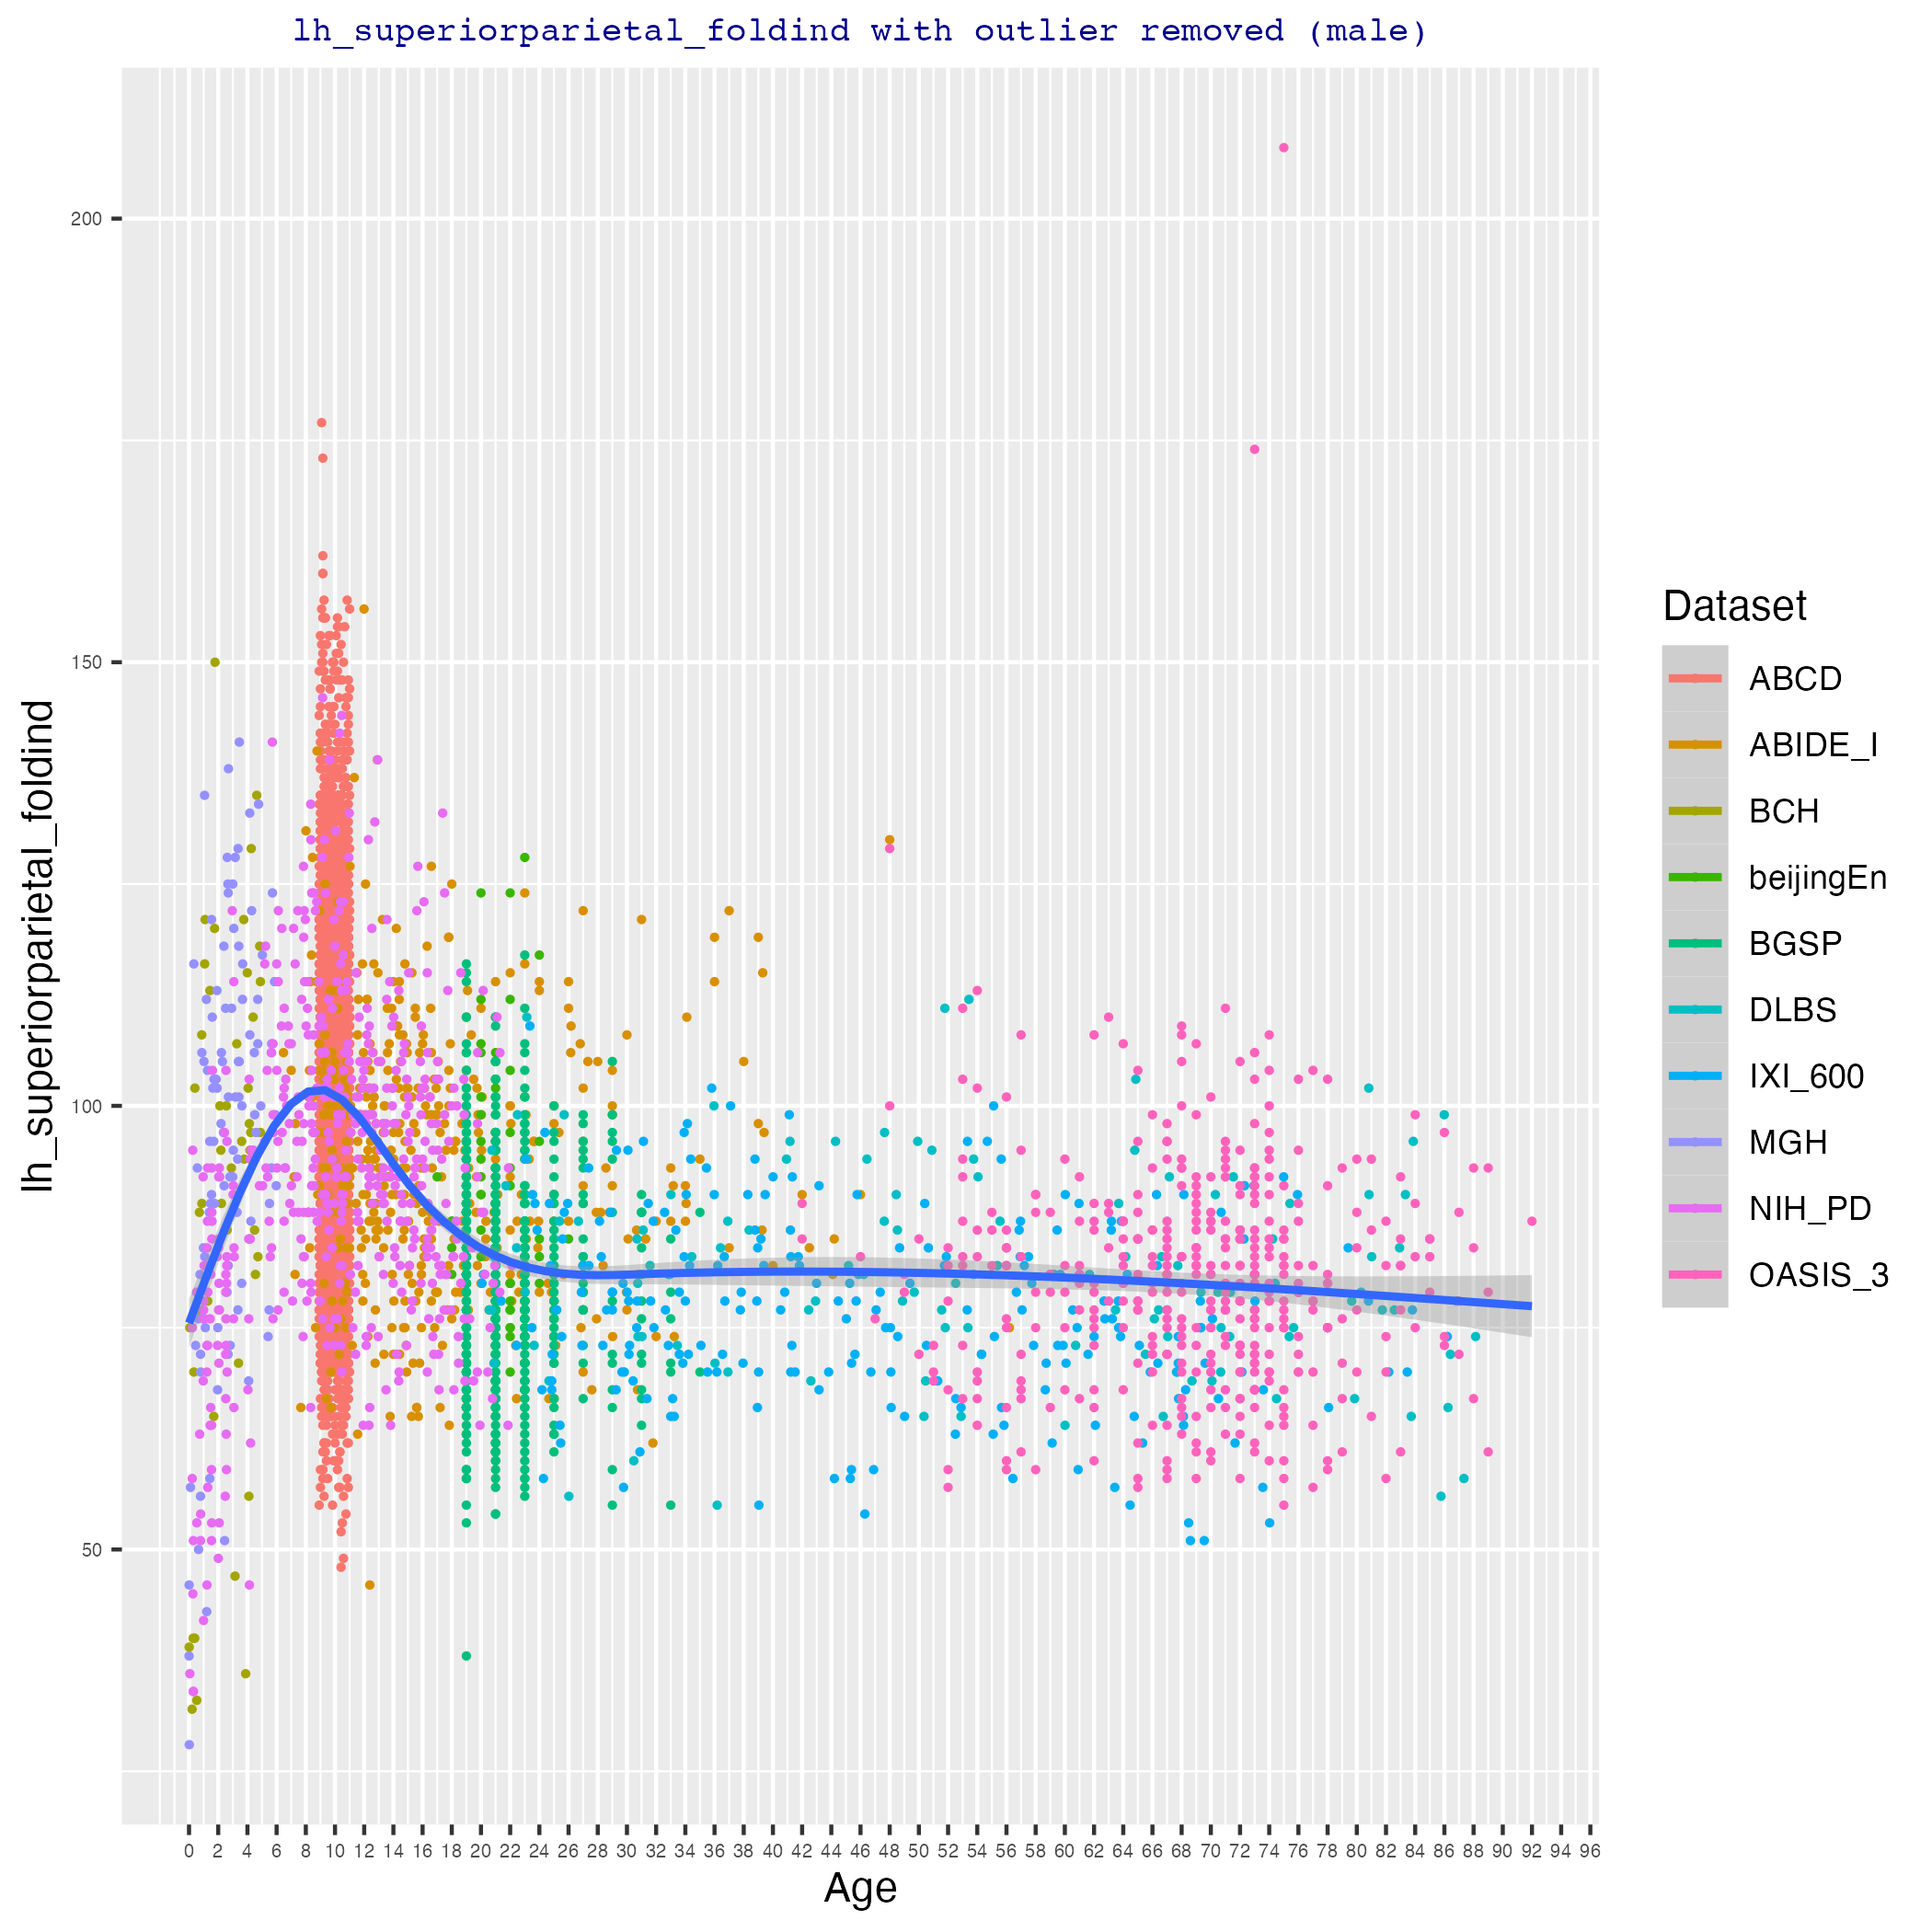 lh_superiorparietal_foldind with outlier removed (male)
lh_superiorparietal_foldind
200
150
100
50
0 2 4 6 8 10 12 14 16 18 20 22 24 26 28 30 32 34 36 38 40 42 44 46 48 50 52 54 56 58 60 62 64 66 68 70 72 74 76 78 80 82 84 86 88 90 92 94 96
Age
Dataset
ABCD
ABIDE_I
BCH
beijingEn
BGSP
DLBS
IXI_600
MGH
NIH_PD
OASIS_3